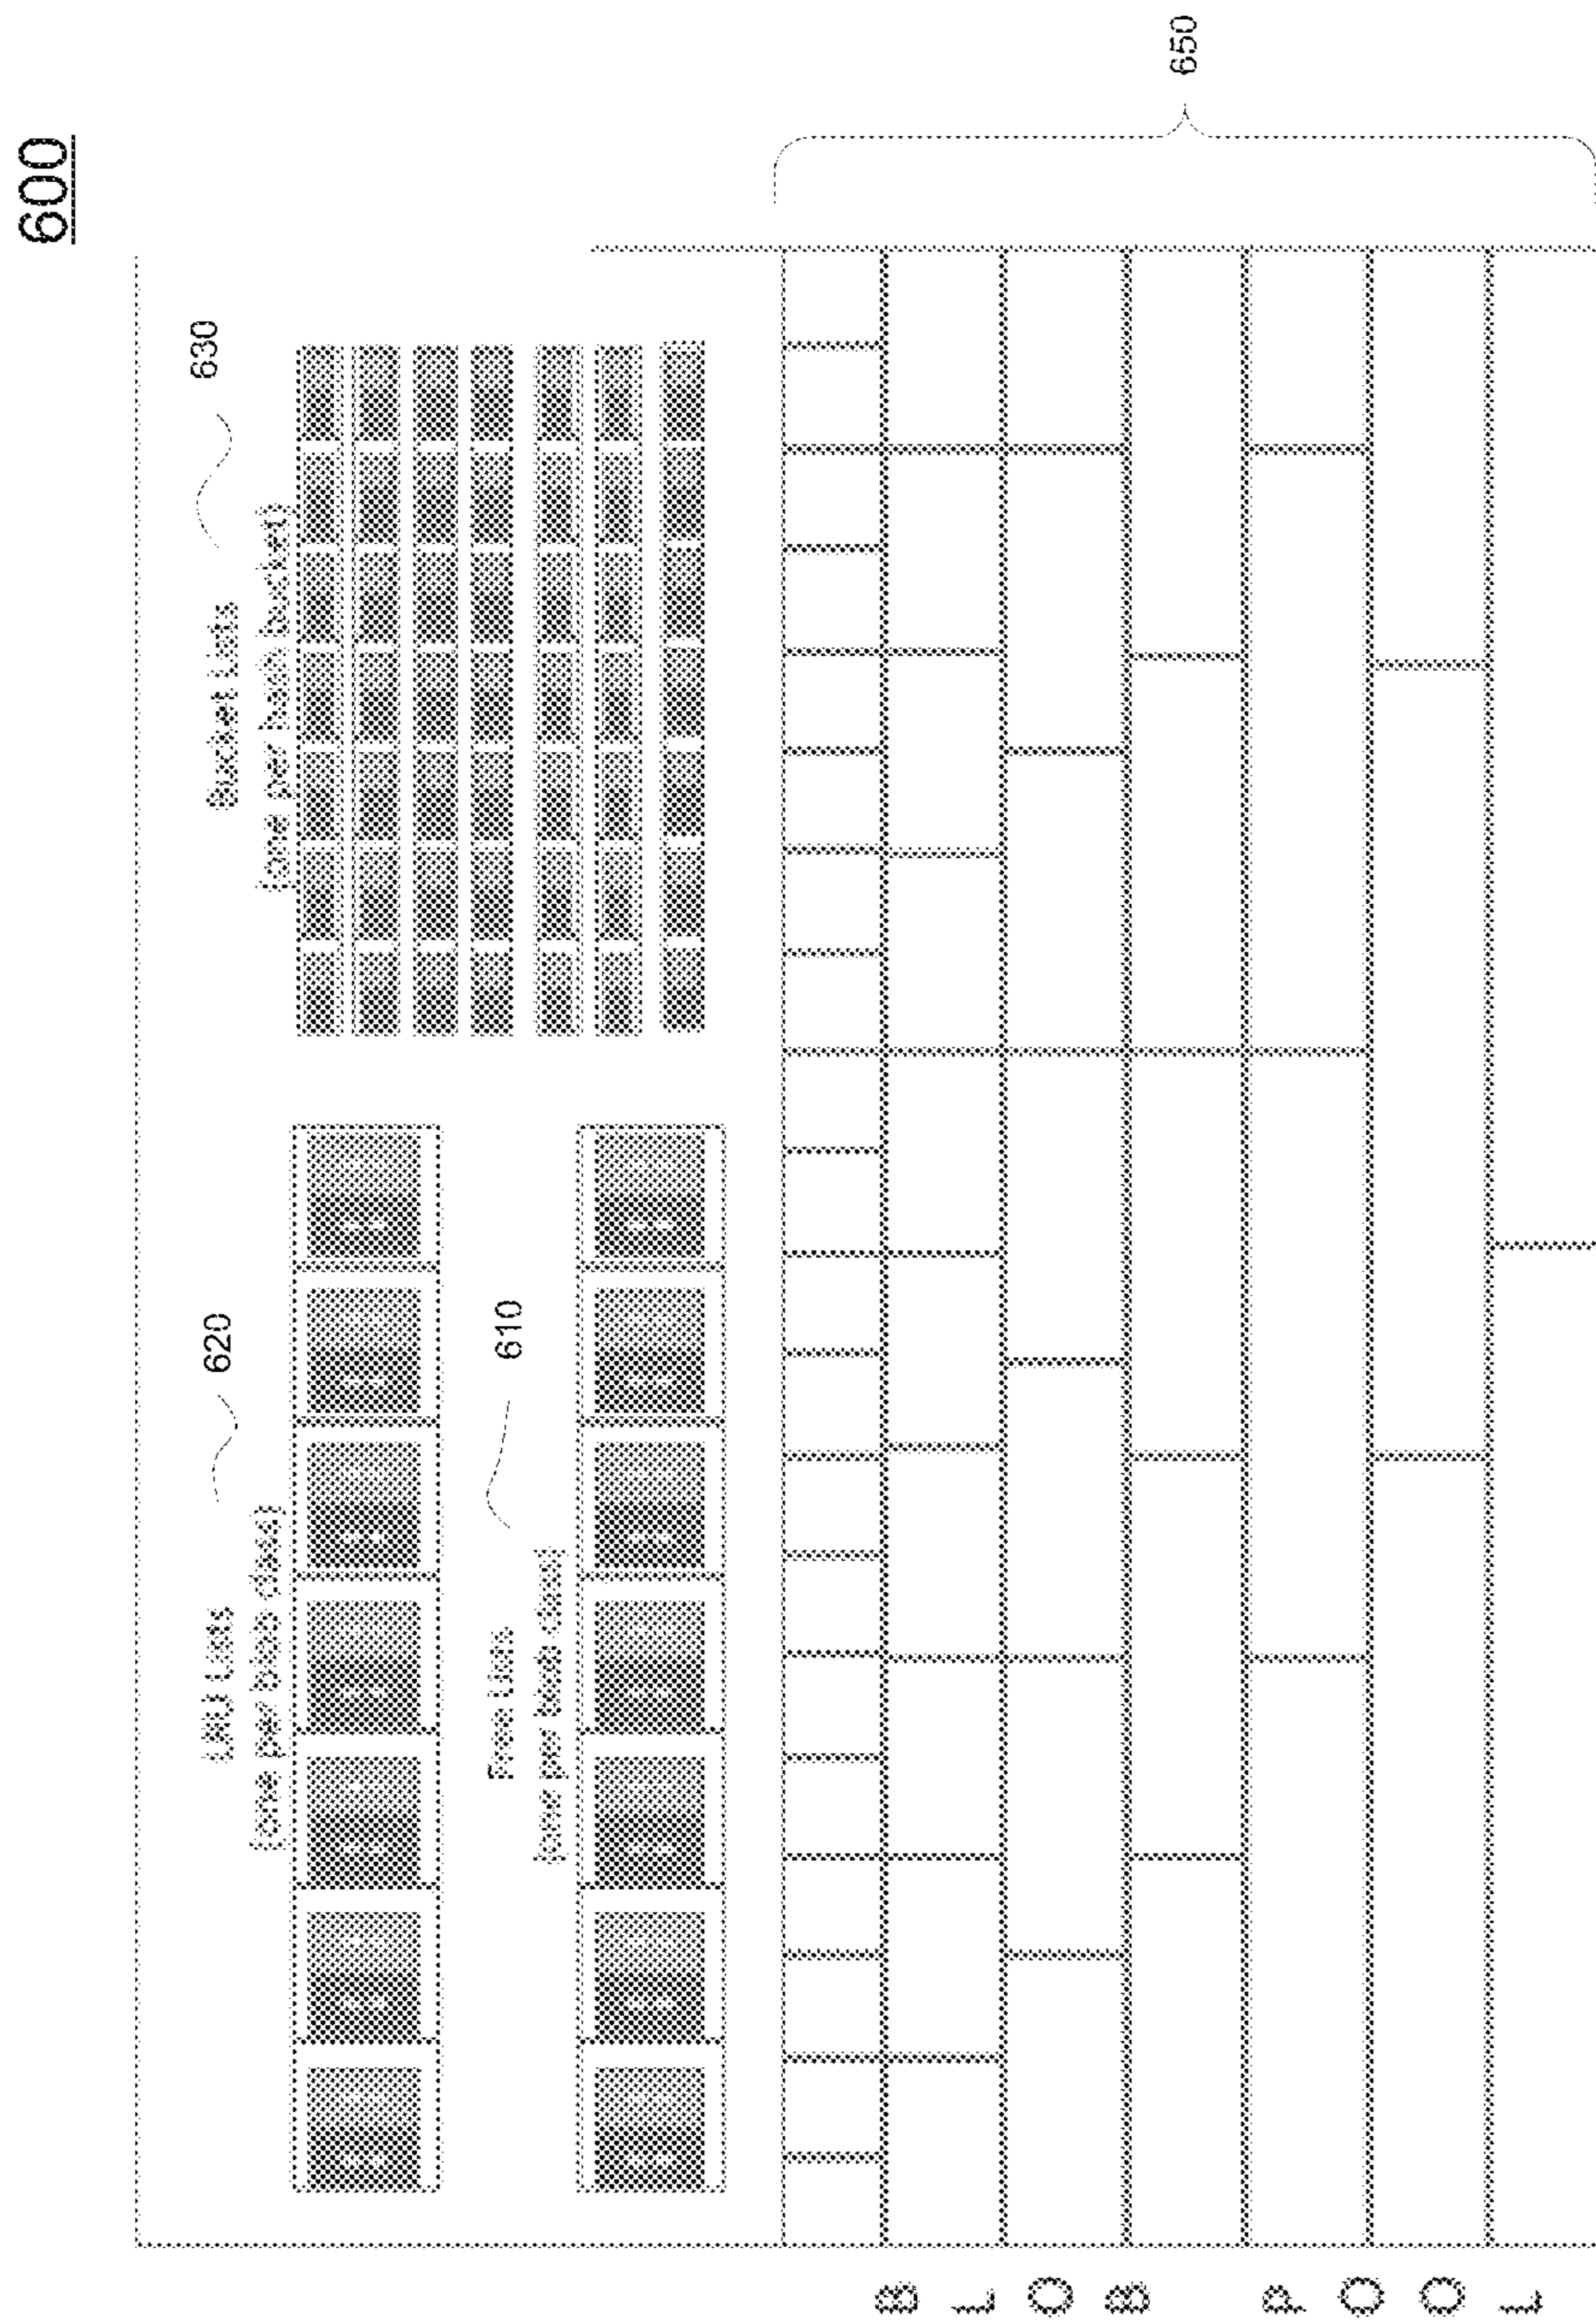 600
630
Bucket Lists
(one per hash bucket)
620
LRU Lists
(one per blob class)
610
Free Lists
(one per blob class)
650
BLOB POOL